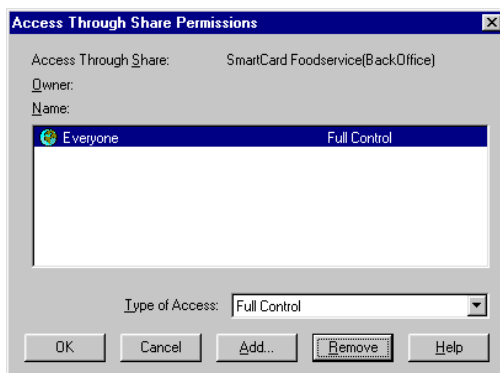 Access Through Share Permissions
Access Through Share: SmartCard Foodservice(BackOffice)
Owner:
Name:
Everyone Full Control
Type of Access: Full Control
OK Cancel Add... Remove Help